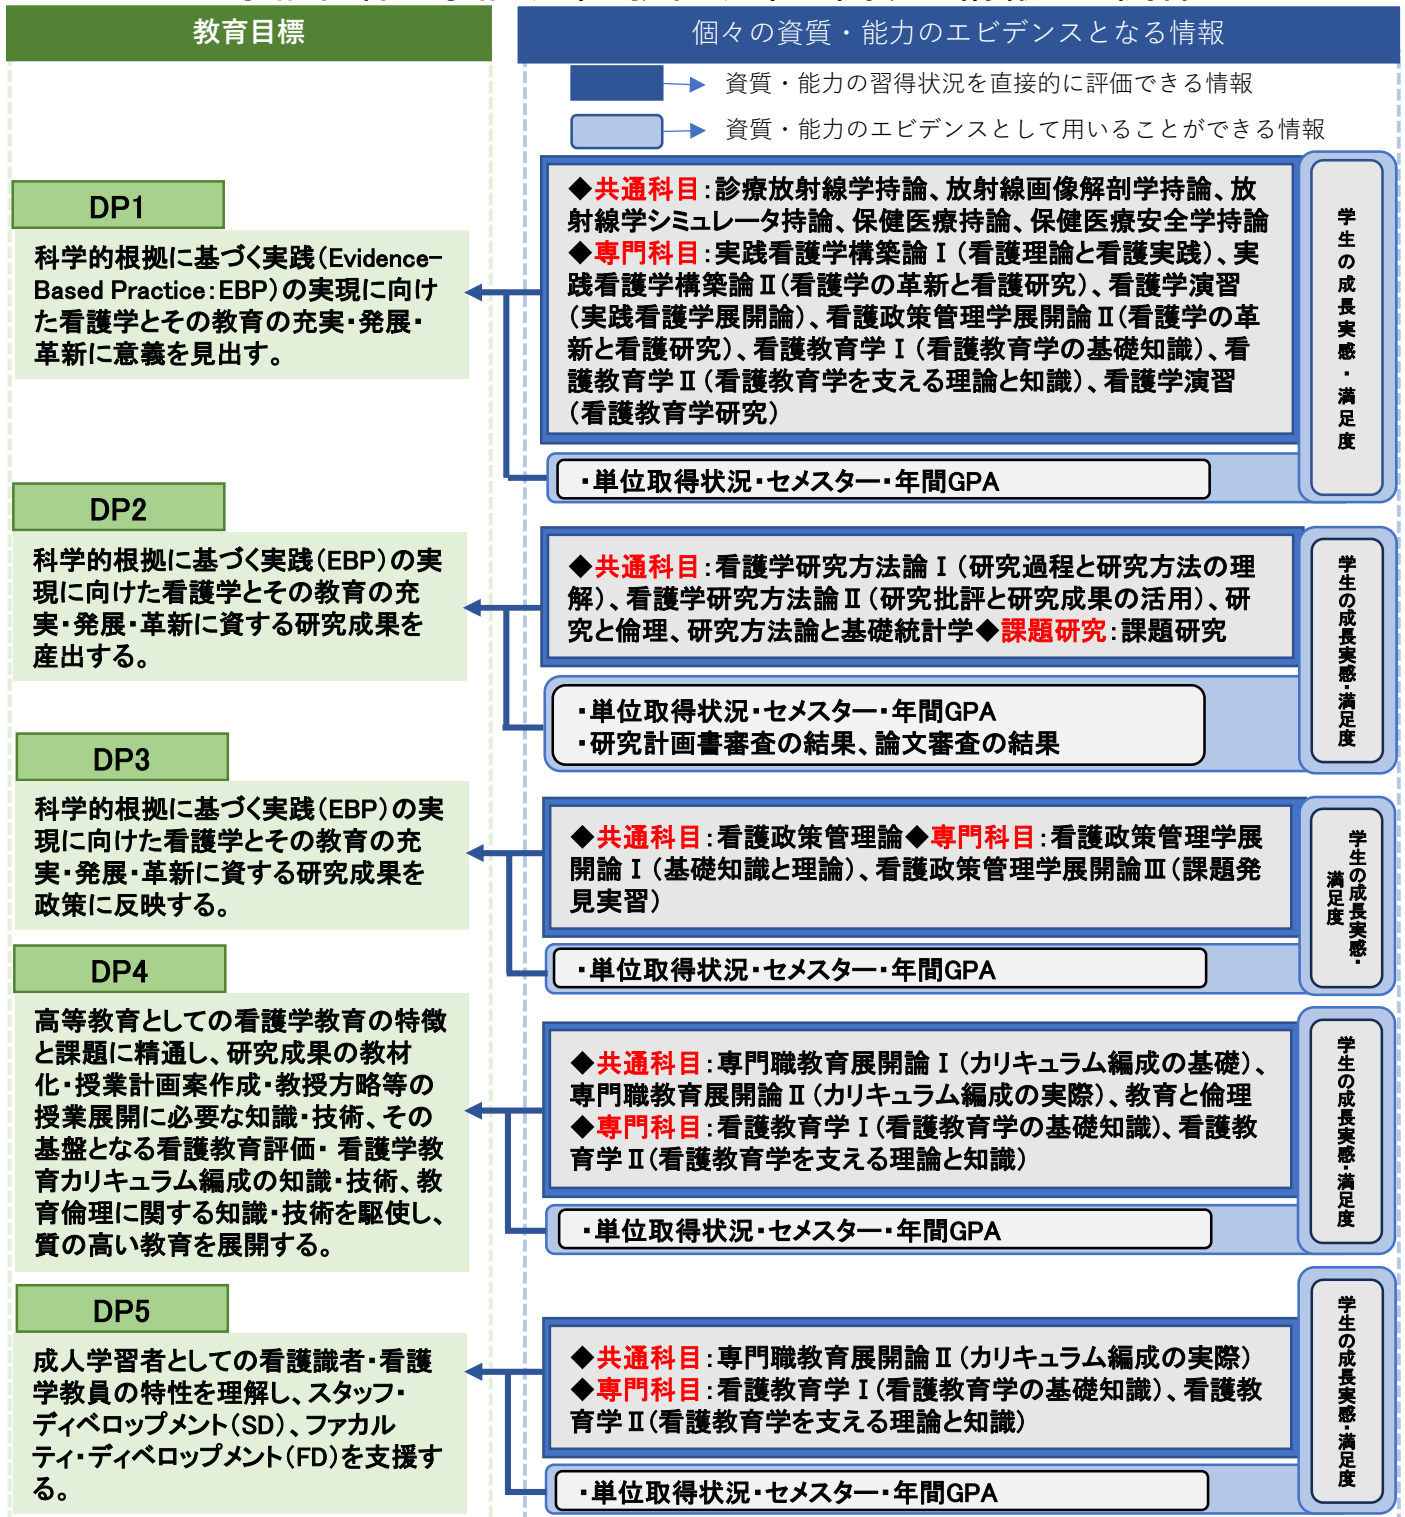 教育目標
個々の資質・能力のエビデンスとなる情報
資質・能力の習得状況を直接的に評価できる情報
資質・能力のエビデンスとして用いることができる情報
DP1
科学的根拠に基づく実践(Evidence-
Based Practice:EBP)の実現に向け
た看護学とその教育の充実・発展・
革新に意義を見出す。
◆共通科目:診療放射線学持論、放射線画像解剖学持論、放
射線学シミュレータ持論、保健医療持論、保健医療安全学持論
◆専門科目:実践看護学構築論Ⅰ(看護理論と看護実践)、実
践看護学構築論Ⅱ(看護学の革新と看護研究)、看護学演習
(実践看護学展開論)、看護政策管理学展開論Ⅱ(看護学の革
新と看護研究)、看護教育学Ⅰ(看護教育学の基礎知識)、看
護教育学Ⅱ(看護教育学を支える理論と知識)、看護学演習
(看護教育学研究)
・単位取得状況・セメスター・年間GPA
学生の成長実感・満足度
DP2
科学的根拠に基づく実践(EBP)の実
現に向けた看護学とその教育の充
実・発展・革新に資する研究成果を
産出する。
◆共通科目:看護学研究方法論Ⅰ(研究過程と研究方法の理
解)、看護学研究方法論Ⅱ(研究批評と研究成果の活用)、研
究と倫理、研究方法論と基礎統計学◆課題研究:課題研究
・単位取得状況・セメスター・年間GPA
・研究計画書審査の結果、論文審査の結果
学生の成長実感・満足度
DP3
科学的根拠に基づく実践(EBP)の実
現に向けた看護学とその教育の充
実・発展・革新に資する研究成果を
政策に反映する。
◆共通科目:看護政策管理論◆専門科目:看護政策管理学展
開論Ⅰ(基礎知識と理論)、看護政策管理学展開論Ⅲ(課題発
見実習)
・単位取得状況・セメスター・年間GPA
学生の成長実感・
満足度
DP4
高等教育としての看護学教育の特徴
と課題に精通し、研究成果の教材
化・授業計画案作成・教授方略等の
授業展開に必要な知識・技術、その
基盤となる看護教育評価・ 看護学教
育カリキュラム編成の知識・技術、教
育倫理に関する知識・技術を駆使し、
質の高い教育を展開する。
◆共通科目:専門職教育展開論Ⅰ(カリキュラム編成の基礎)、
専門職教育展開論Ⅱ(カリキュラム編成の実際)、教育と倫理
◆専門科目:看護教育学Ⅰ(看護教育学の基礎知識)、看護教
育学Ⅱ(看護教育学を支える理論と知識)
・単位取得状況・セメスター・年間GPA
学生の成長実感・満足度
DP5
成人学習者としての看護識者・看護
学教員の特性を理解し、スタッフ・
ディベロップメント(SD)、ファカル
ティ・ディベロップメント(FD)を支援す
る。
◆共通科目:専門職教育展開論Ⅱ(カリキュラム編成の実際)
◆専門科目:看護教育学Ⅰ(看護教育学の基礎知識)、看護教
育学Ⅱ(看護教育学を支える理論と知識)
・単位取得状況・セメスター・年間GPA
学生の成長実感・満足度